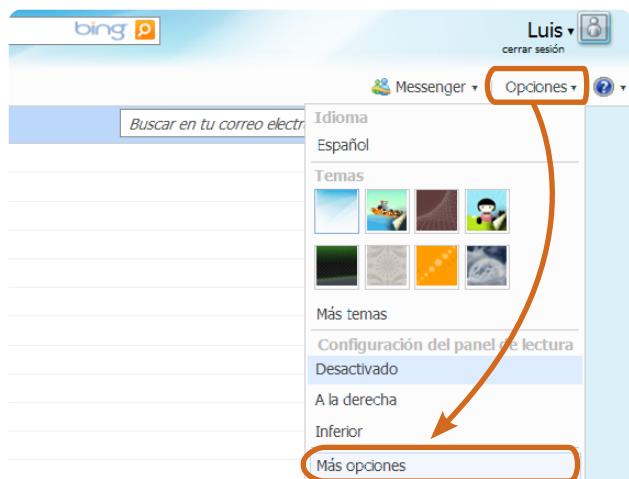 bing
Luis
cerrar sesión
Messenger
Opciones
Buscar en tu correo electr
Idioma
Español
Temas
Más temas
Configuración del panel de lectura
Desactivado
A la derecha
Inferior
Más opciones